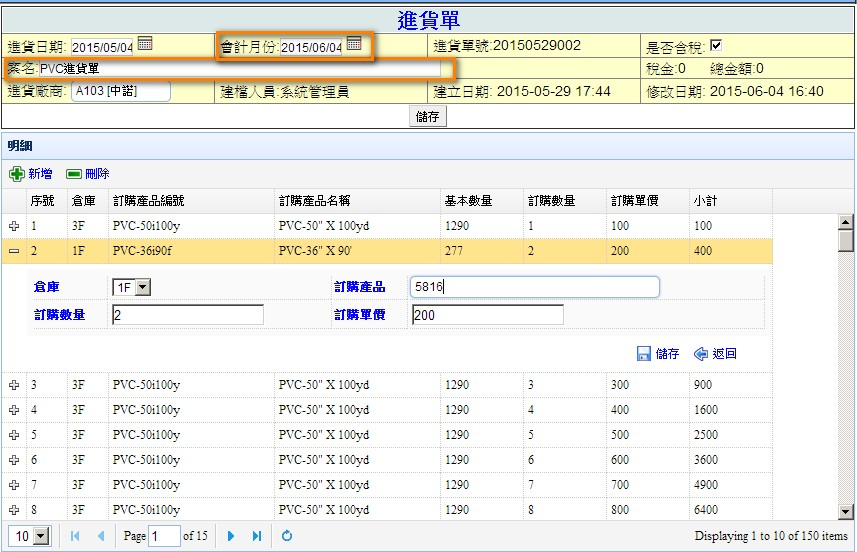 進貨單
進貨日期: 2015/05/04 會計月份: 2015/06/04 進貨單號:20150529002 是否含稅:
案名: PVC進貨單 稅金:0 總金額:0
進貨廠商: A103 [中諾] 建檔人員:系統管理員 建立日期: 2015-05-29 17:44 修改日期: 2015-06-04 16:40
儲存
明細
新增 刪除
序號 倉庫 訂購產品編號 訂購產品名稱 基本數量 訂購數量 訂購單價 小計
1 3F PVC-50i100y PVC-50" X 100yd 1290 1 100 100
2 1F PVC-36i90f PVC-36" X 90' 277 2 200 400
倉庫 1F 訂購產品 5816
訂購數量 2 訂購單價 200
儲存 返回
3 3F PVC-50i100y PVC-50" X 100yd 1290 3 300 900
4 3F PVC-50i100y PVC-50" X 100yd 1290 4 400 1600
5 3F PVC-50i100y PVC-50" X 100yd 1290 5 500 2500
6 3F PVC-50i100y PVC-50" X 100yd 1290 6 600 3600
7 3F PVC-50i100y PVC-50" X 100yd 1290 7 700 4900
8 3F PVC-50i100y PVC-50" X 100yd 1290 8 800 6400
10 Page 1 of 15 Displaying 1 to 10 of 150 items